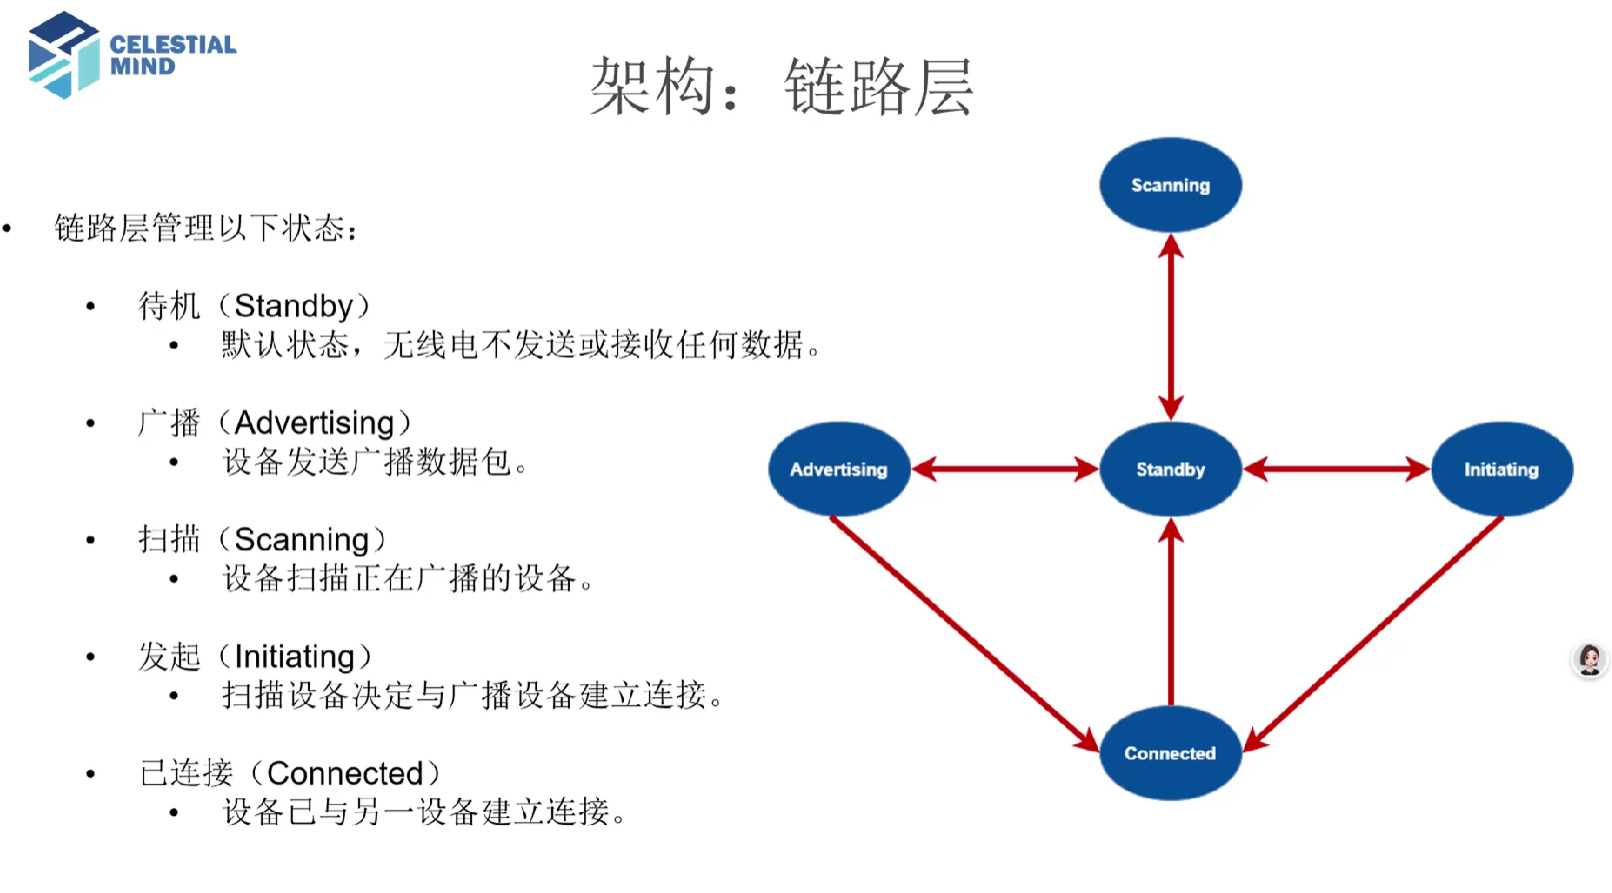 CELESTIAL
MIND
架构：链路层
• 链路层管理以下状态：
• 待机（Standby）
• 默认状态，无线电不发送或接收任何数据。
• 广播（Advertising）
• 设备发送广播数据包。
• 扫描（Scanning）
• 设备扫描正在广播的设备。
• 发起（Initiating）
• 扫描设备决定与广播设备建立连接。
• 已连接（Connected）
• 设备已与另一设备建立连接。
Scanning
Advertising
Standby
Initiating
Connected